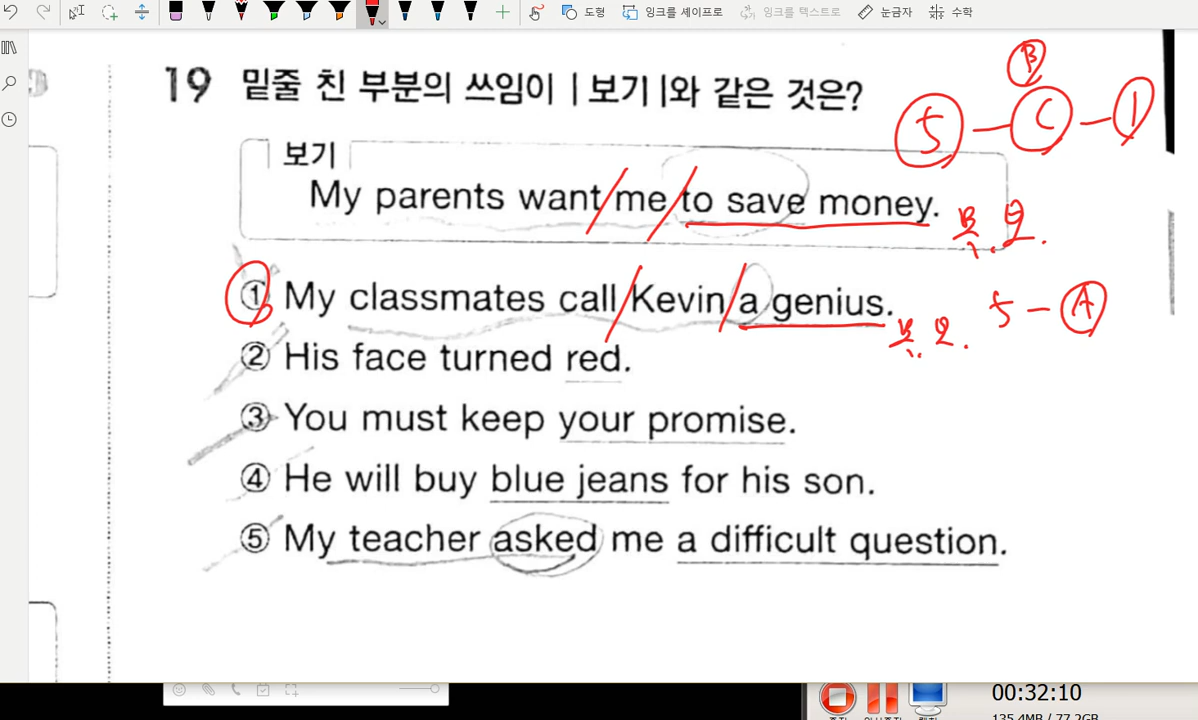 도형 잉크를 셰이프로 잉크를 텍스트로 눈금자 수학
19 밑줄 친 부분의 쓰임이 |보기|와 같은 것은?
B
5 - C - 1
보기
My parents want / me / to save money.
① My classmates call / Kevin / a genius.
5 - A
② His face turned red.
③ You must keep your promise.
④ He will buy blue jeans for his son.
⑤ My teacher asked me a difficult question.
00:32:10
135.4MB / 77.2GB